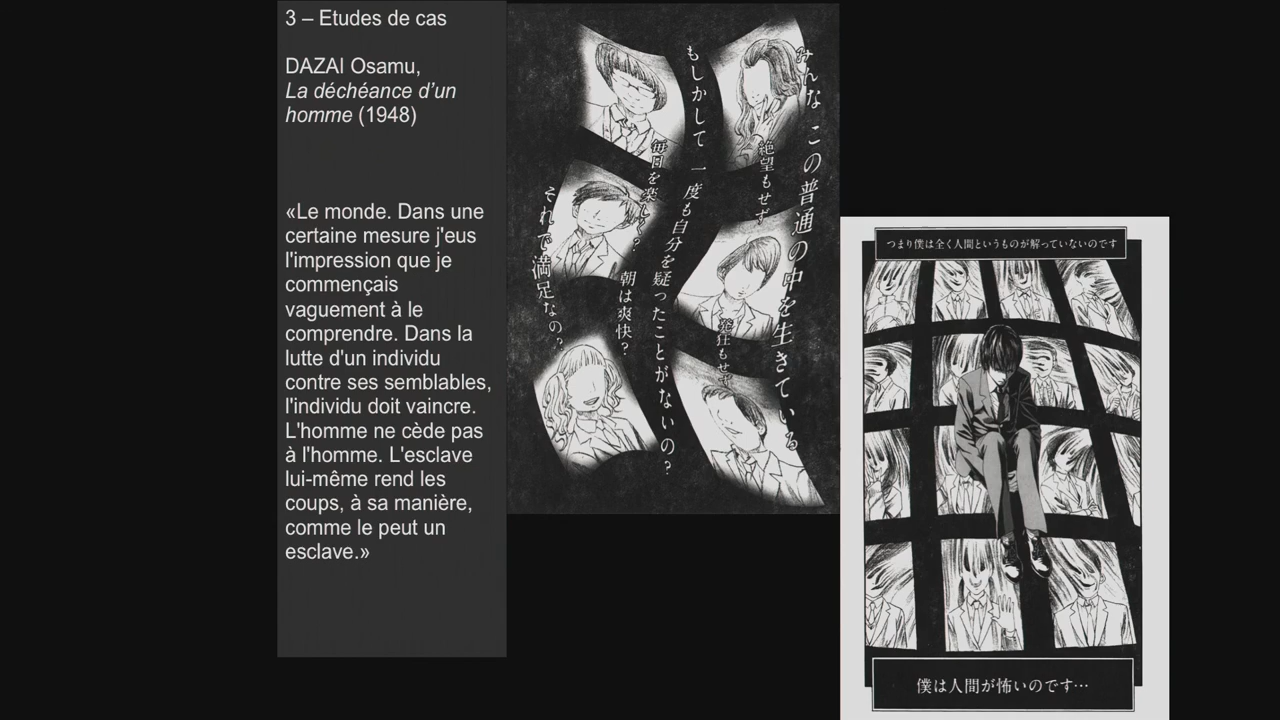 3 – Etudes de cas
DAZAI Osamu,
La déchéance d’un
homme (1948)
«Le monde. Dans une
certaine mesure j'eus
l'impression que je
commençais
vaguement à le
comprendre. Dans la
lutte d'un individu
contre ses semblables,
l'individu doit vaincre.
L'homme ne cède pas
à l'homme. L'esclave
lui-même rend les
coups, à sa manière,
comme le peut un
esclave.»
みんな この普通の中を生きている
絶望もせず
発狂もせず
もしかして 一度も自分を疑ったことがないの?
毎日を楽しく?
朝は爽快?
それで満足なの?
つまり僕は全く人間というものが解っていないのです
僕は人間が怖いのです…